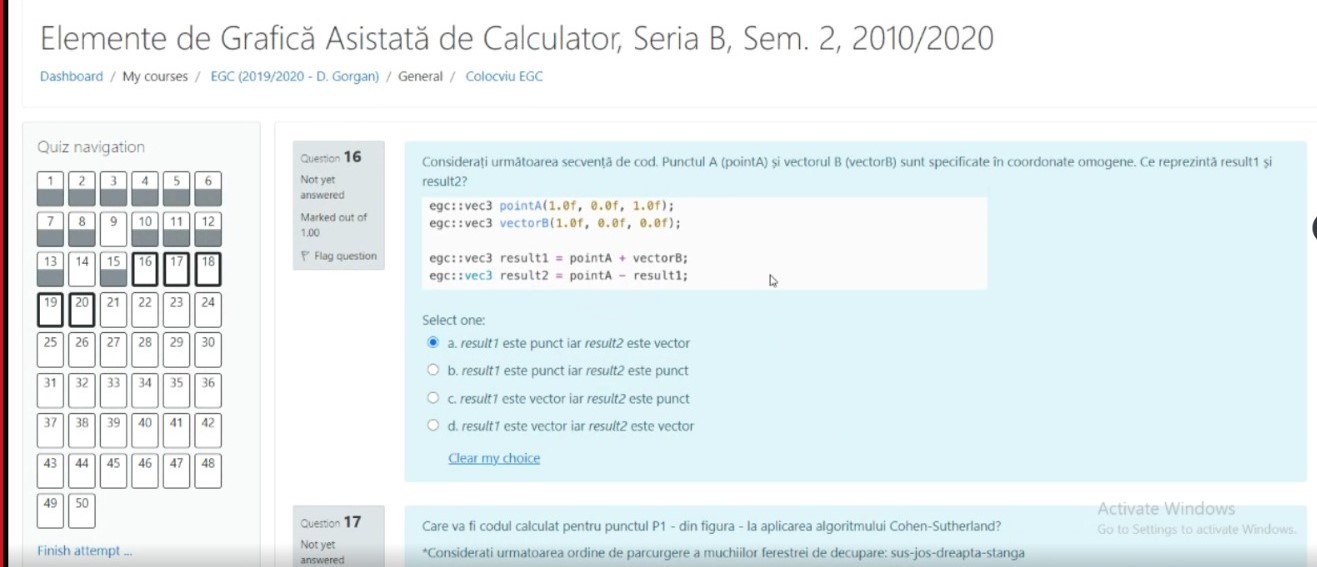 Elemente de Grafică Asistată de Calculator, Seria B, Sem. 2, 2010/2020
Dashboard / My courses / EGC (2019/2020 - D. Gorgan) / General / Colocviu EGC
Quiz navigation
1 2 3 4 5 6
7 8 9 10 11 12
13 14 15 16 17 18
19 20 21 22 23 24
25 26 27 28 29 30
31 32 33 34 35 36
37 38 39 40 41 42
43 44 45 46 47 48
49 50
Finish attempt ...
Question 16
Not yet
answered
Marked out of
1.00
Flag question
Considerați următoarea secvență de cod. Punctul A (pointA) și vectorul B (vectorB) sunt specificate în coordonate omogene. Ce reprezintă result1 și
result2?
egc::vec3 pointA(1.0f, 0.0f, 1.0f);
egc::vec3 vectorB(1.0f, 0.0f, 0.0f);
egc::vec3 result1 = pointA + vectorB;
egc::vec3 result2 = pointA - result1;
Select one:
a. result1 este punct iar result2 este vector
b. result1 este punct iar result2 este punct
c. result1 este vector iar result2 este punct
d. result1 este vector iar result2 este vector
Clear my choice
Question 17
Not yet
answered
Care va fi codul calculat pentru punctul P1 - din figura - la aplicarea algoritmului Cohen-Sutherland?
*Considerati urmatoarea ordine de parcurgere a muchiilor ferestrei de decupare: sus-jos-dreapta-stanga
Activate Windows
Go to Settings to activate Windows.